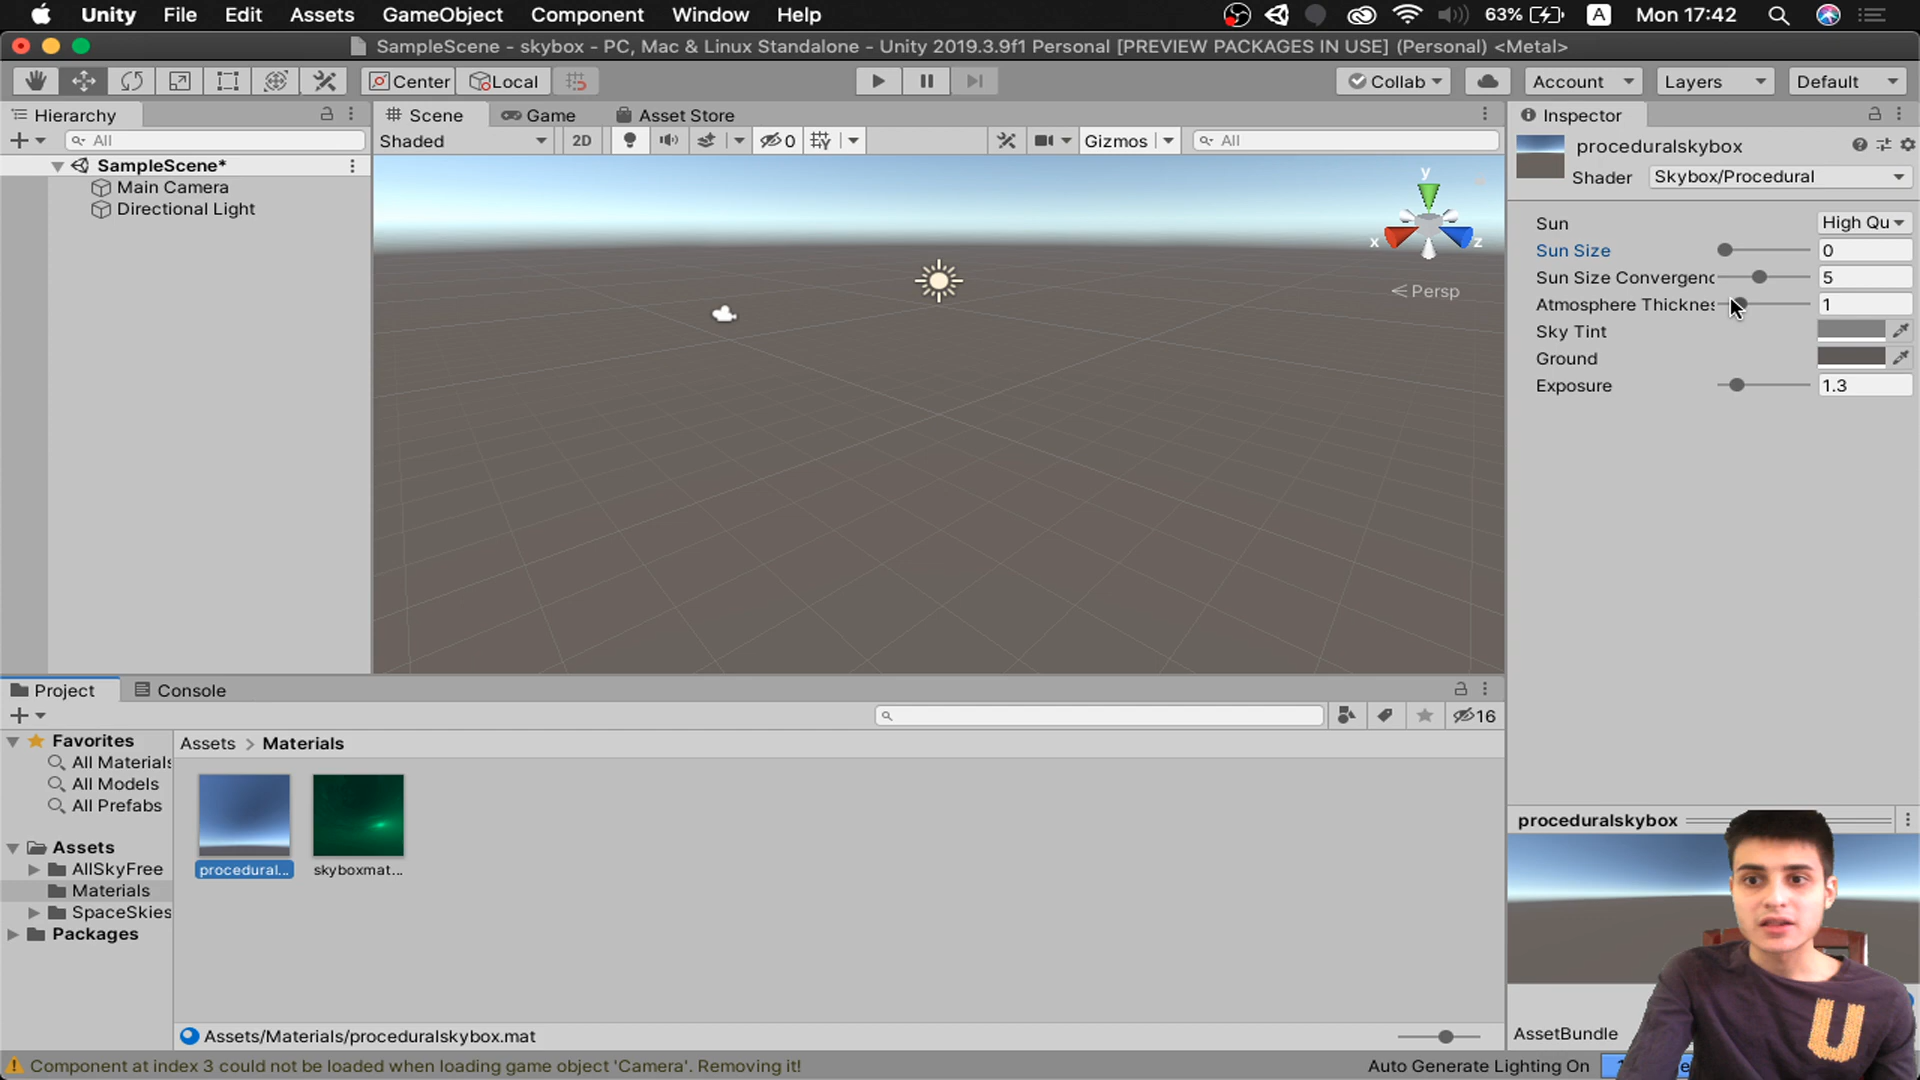 Unity File Edit Assets GameObject Component Window Help 63% A Mon 17:42
SampleScene - skybox - PC, Mac & Linux Standalone - Unity 2019.3.9f1 Personal [PREVIEW PACKAGES IN USE] (Personal) <Metal>
Center Local Collab Account Layers Default
Hierarchy Scene Game Asset Store Inspector
All Shaded 2D 0 Gizmos All
SampleScene*
Main Camera
Directional Light
y
x z
Persp
proceduralskybox
Shader Skybox/Procedural
Sun High Qu
Sun Size 0
Sun Size Convergenc 5
Atmosphere Thicknes 1
Sky Tint
Ground
Exposure 1.3
Project Console
16
Favorites
All Materials
All Models
All Prefabs
Assets
AllSkyFree
Materials
SpaceSkies
Packages
Assets > Materials
procedural... skyboxmat...
Assets/Materials/proceduralskybox.mat
proceduralskybox
U
AssetBundle
Component at index 3 could not be loaded when loading game object 'Camera'. Removing it!
Auto Generate Lighting On